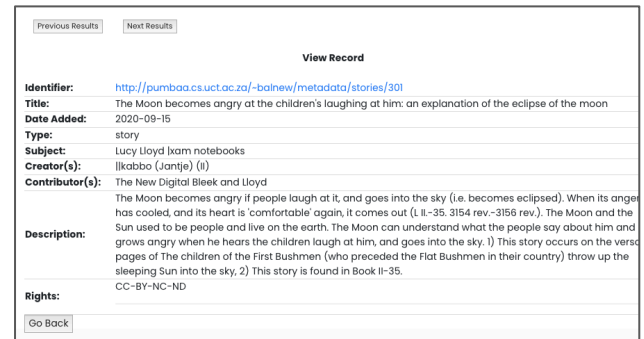 Previous Results Next Results
View Record
Identifier: http://pumbaa.cs.uct.ac.za/~balnew/metadata/stories/301
Title: The Moon becomes angry at the children's laughing at him: an explanation of the eclipse of the moon
Date Added: 2020-09-15
Type: story
Subject: Lucy Lloyd |xam notebooks
Creator(s): ||kabbo (Jantje) (II)
Contributor(s): The New Digital Bleek and Lloyd
Description: The Moon becomes angry if people laugh at it, and goes into the sky (i.e. becomes eclipsed). When its anger
has cooled, and its heart is 'comfortable' again, it comes out (L II.-35. 3154 rev.-3156 rev.). The Moon and the
Sun used to be people and live on the earth. The Moon can understand what the people say about him and
grows angry when he hears the children laugh at him, and goes into the sky. 1) This story occurs on the verso
pages of The children of the First Bushmen (who preceded the Flat Bushmen in their country) throw up the
sleeping Sun into the sky, 2) This story is found in Book II-35.
Rights: CC-BY-NC-ND
Go Back